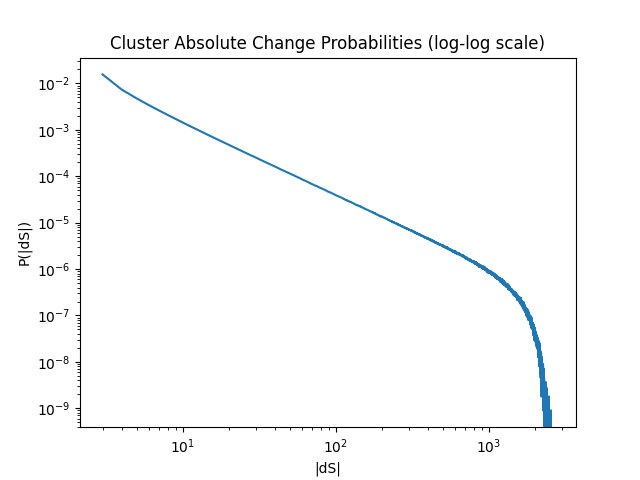 Cluster Absolute Change Probabilities (log-log scale)
P(|dS|)
10⁻²
10⁻³
10⁻⁴
10⁻⁵
10⁻⁶
10⁻⁷
10⁻⁸
10⁻⁹
10¹ 10² 10³
|dS|